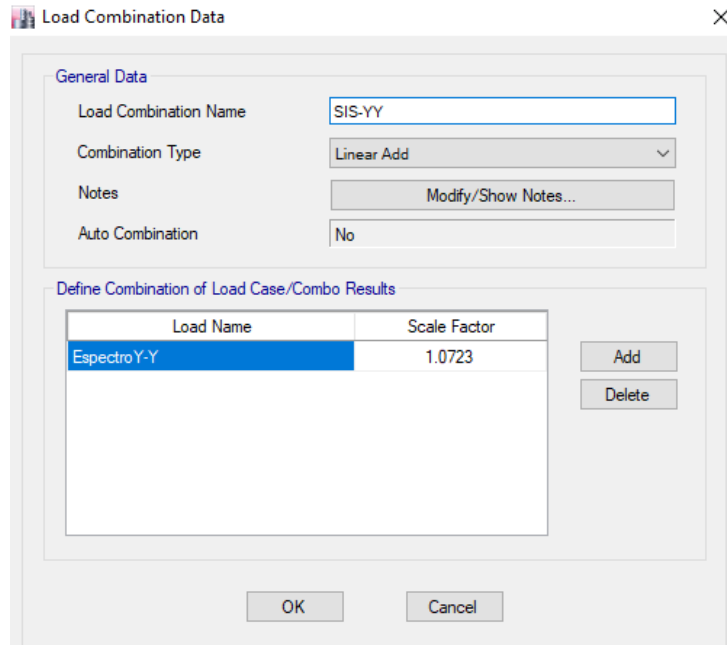 Load Combination Data
General Data
Load Combination Name
SIS-YY
Combination Type
Linear Add
Notes
Modify/Show Notes...
Auto Combination
No
Define Combination of Load Case/Combo Results
Load Name
Scale Factor
EspectroY-Y
1.0723
Add
Delete
OK
Cancel